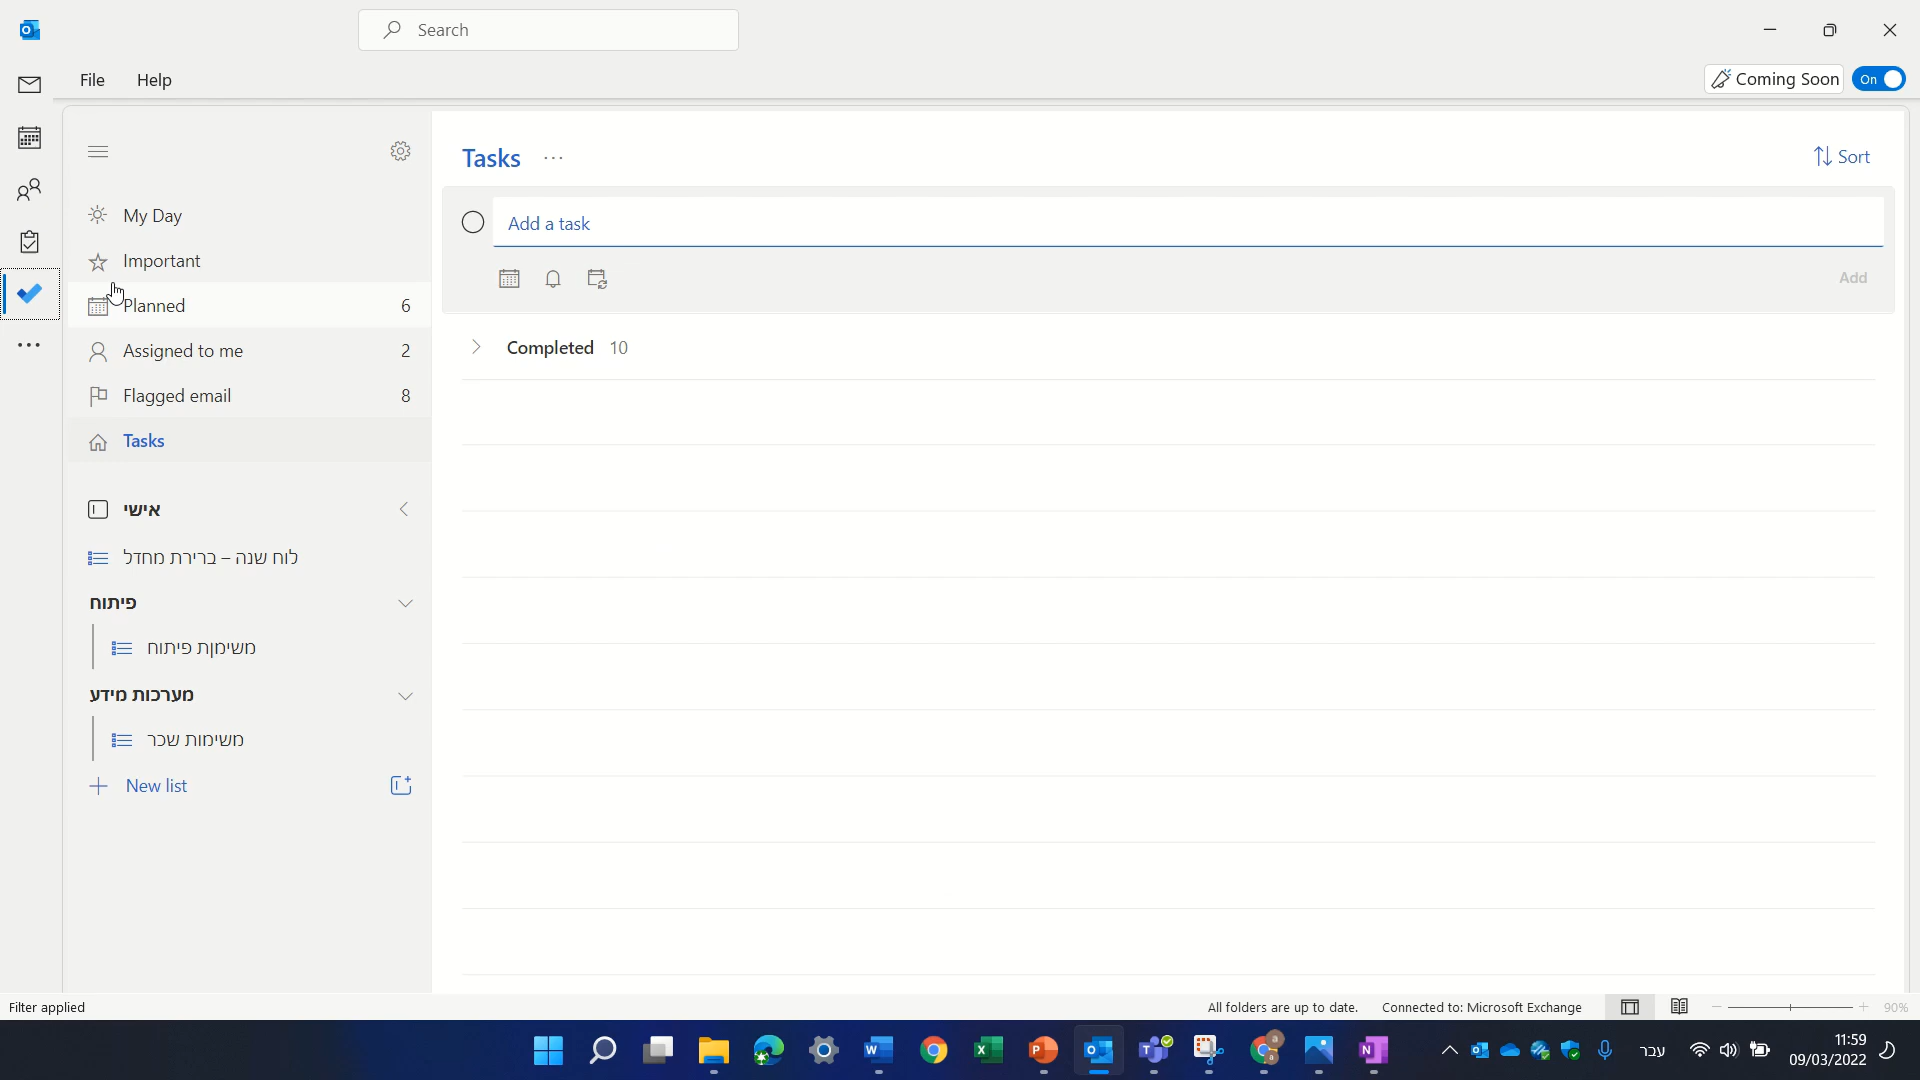 Search
File
Help
Coming Soon
On
Tasks
Sort
My Day
Add a task
Important
Add
Planned
6
Completed 10
Assigned to me
2
Flagged email
8
Tasks
אישי
לוח שנה – ברירת מחדל
פיתוח
משימןת פיתוח
מערכות מידע
משימות שכר
New list
Filter applied
All folders are up to date.
Connected to: Microsoft Exchange
90%
עבר
11:59
09/03/2022